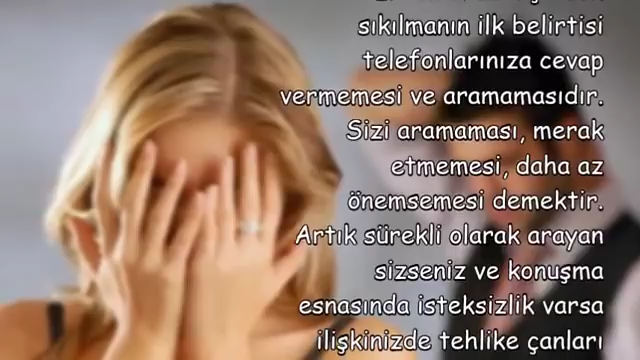 sıkılmanın ilk belirtisi
telefonlarınıza cevap
vermemesi ve aramamasıdır.
Sizi aramaması, merak
etmemesi, daha az
önemsemesi demektir.
Artık sürekli olarak arayan
sizseniz ve konuşma
esnasında isteksizlik varsa
ilişkinizde tehlike çanları